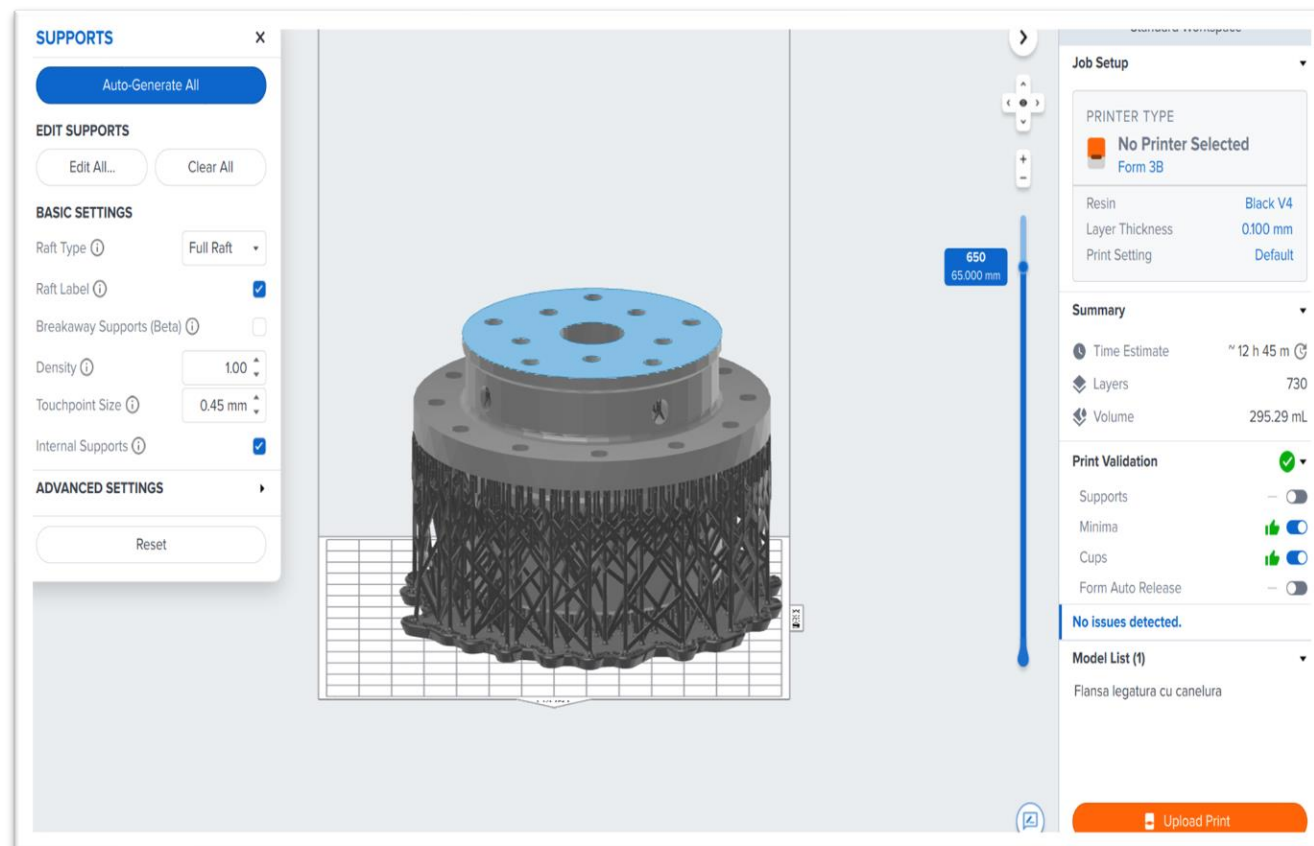 SUPPORTS
Auto-Generate All
EDIT SUPPORTS
Edit All...
Clear All
BASIC SETTINGS
Raft Type
Full Raft
Raft Label
Breakaway Supports (Beta)
Density
1.00
Touchpoint Size
0.45 mm
Internal Supports
ADVANCED SETTINGS
Reset
650
65.000 mm
Standard Workspace
Job Setup
PRINTER TYPE
No Printer Selected
Form 3B
Resin Black V4
Layer Thickness 0.100 mm
Print Setting Default
Summary
Time Estimate ~ 12 h 45 m
Layers 730
Volume 295.29 mL
Print Validation
Supports
Minima
Cups
Form Auto Release
No issues detected.
Model List (1)
Flansa legatura cu canelura
Upload Print